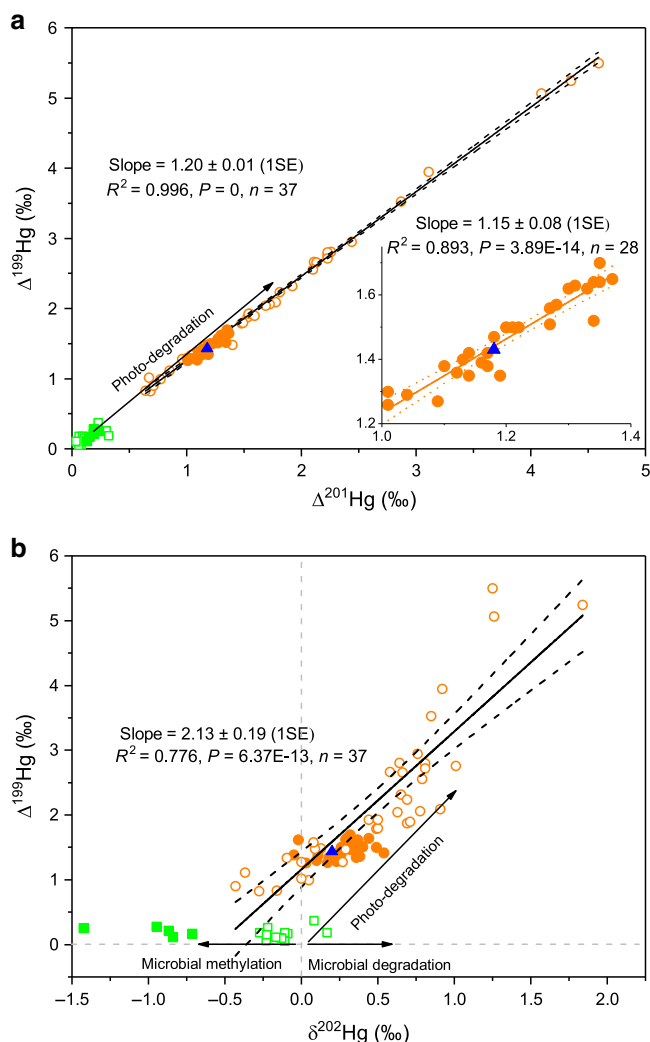 a
6
5
4
3
2
1
0
Δ¹⁹⁹Hg (‰)
Slope = 1.20 ± 0.01 (1SE)
R² = 0.996, P = 0, n = 37
Slope = 1.15 ± 0.08 (1SE)
R² = 0.893, P = 3.89E-14, n = 28
Photo-degradation
1.6
1.4
1.2
1.0 1.2 1.4
0 1 2 3 4 5
Δ²⁰¹Hg (‰)
b
6
5
4
3
2
1
0
Δ¹⁹⁹Hg (‰)
Slope = 2.13 ± 0.19 (1SE)
R² = 0.776, P = 6.37E-13, n = 37
Photo-degradation
Microbial methylation Microbial degradation
−1.5 −1.0 −0.5 0.0 0.5 1.0 1.5 2.0
δ²⁰²Hg (‰)